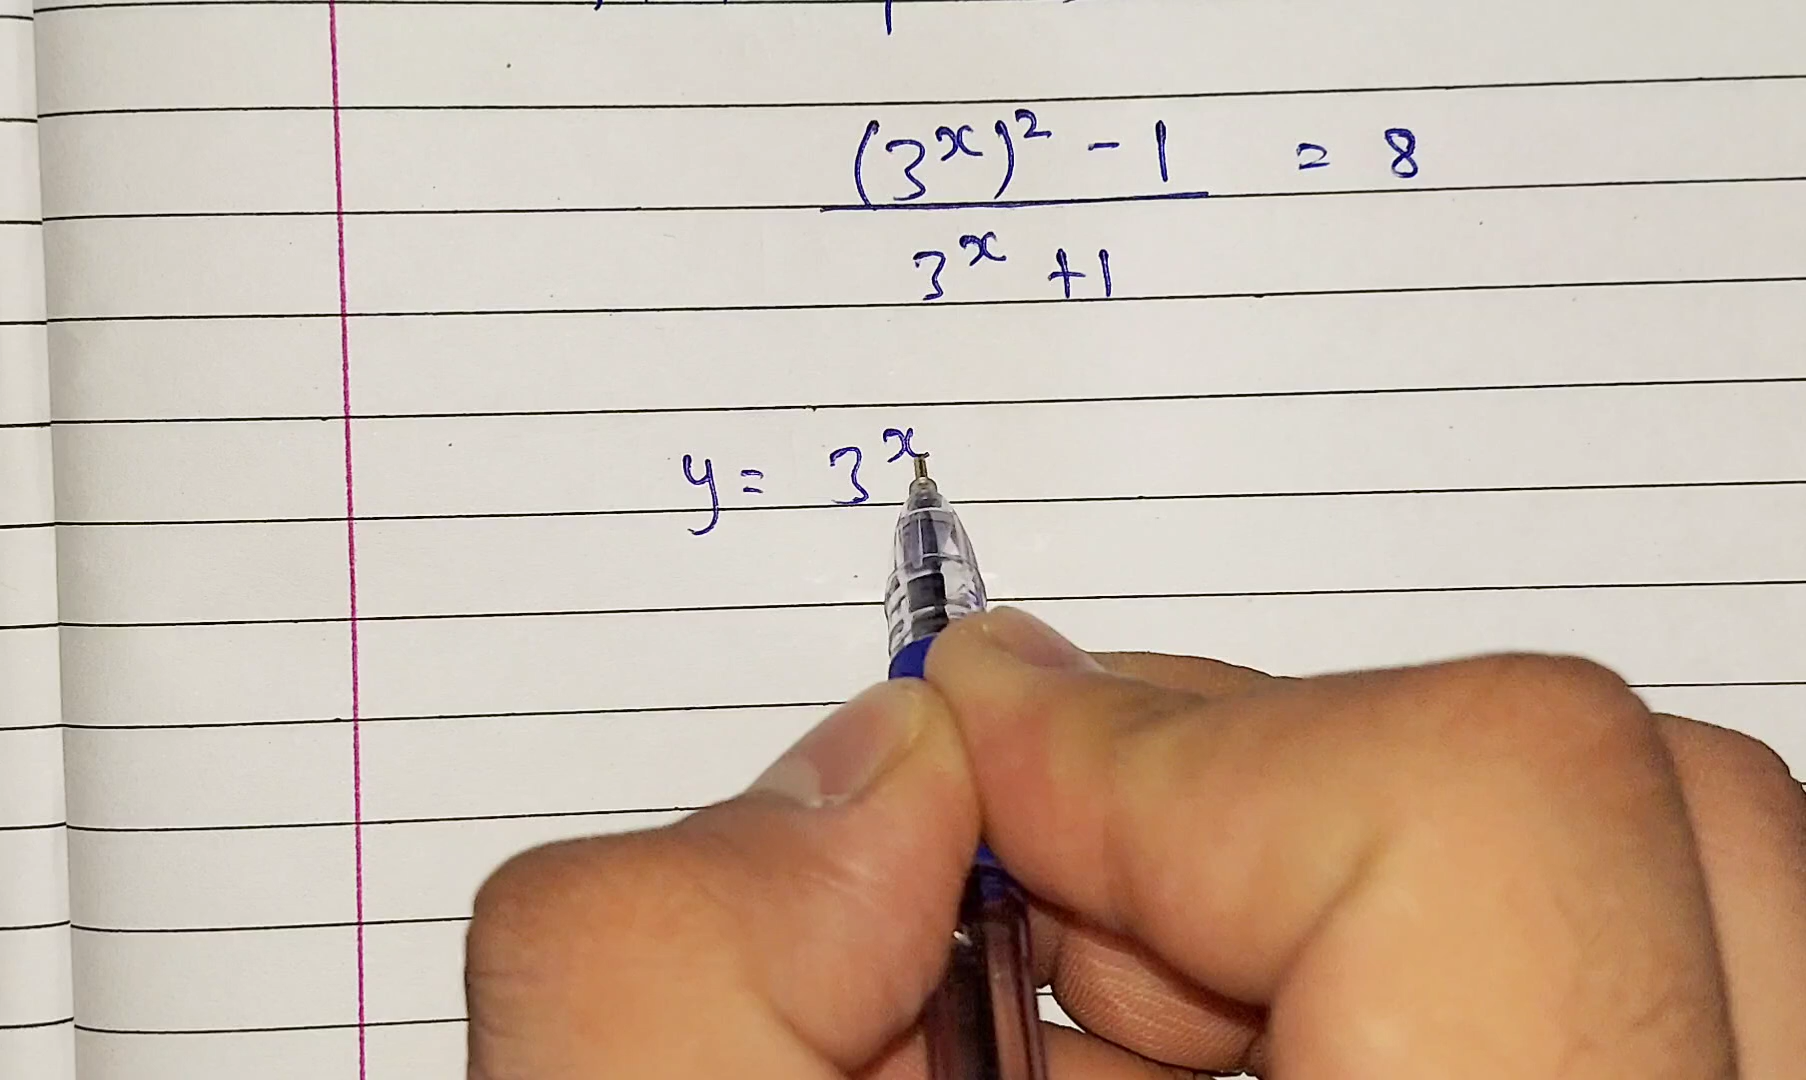 (3^x)^2 - 1 = 8
3^x + 1
y = 3^x